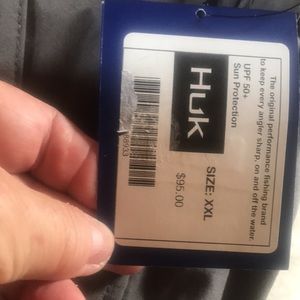 The original performance fishing brand
to keep every angler sharp, on and off the water.
UPF 50+
Sun Protection
HUK
SIZE: XXL
$95.00